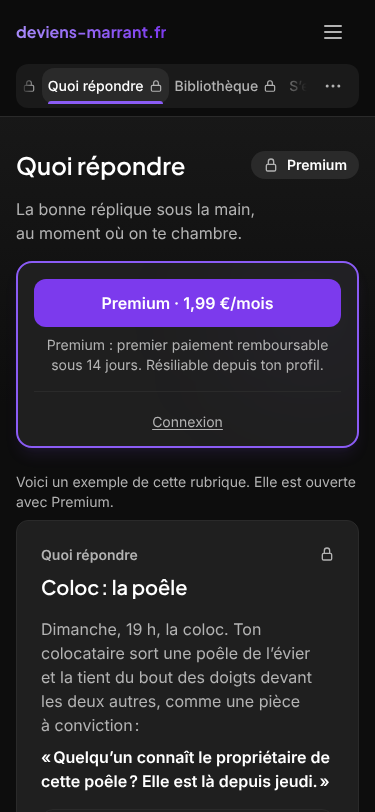 deviens-marrant.fr
Quoi répondre Bibliothèque S'
Quoi répondre Premium
La bonne réplique sous la main,
au moment où on te chambre.
Premium · 1,99 €/mois
Premium : premier paiement remboursable
sous 14 jours. Résiliable depuis ton profil.
Connexion
Voici un exemple de cette rubrique. Elle est ouverte
avec Premium.
Quoi répondre
Coloc : la poêle
Dimanche, 19 h, la coloc. Ton
colocataire sort une poêle de l'évier
et la tient du bout des doigts devant
les deux autres, comme une pièce
à conviction :
« Quelqu'un connaît le propriétaire de
cette poêle ? Elle est là depuis jeudi. »